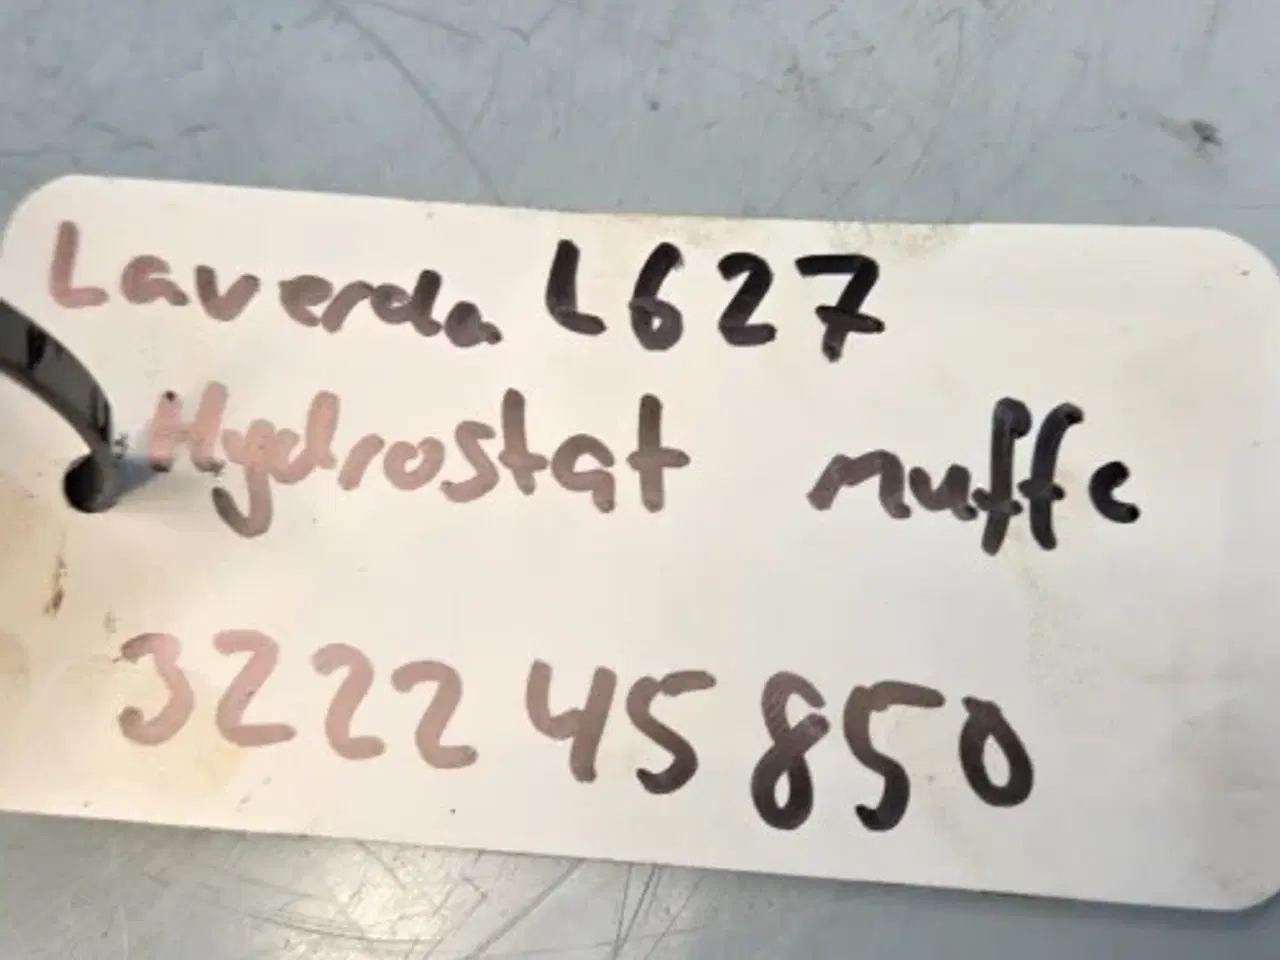 Laverda L627
Hydrostat muffe
322245850